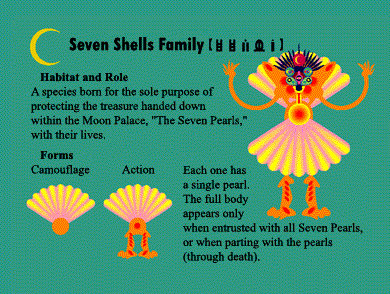 Seven Shells Family
Habitat and Role
A species born for the sole purpose of
protecting the treasure handed down
within the Moon Palace, "The Seven Pearls,"
with their lives.
Forms
Camouflage Action
Each one has
a single pearl.
The full body
appears only
when entrusted with all Seven Pearls,
or when parting with the pearls
(through death).